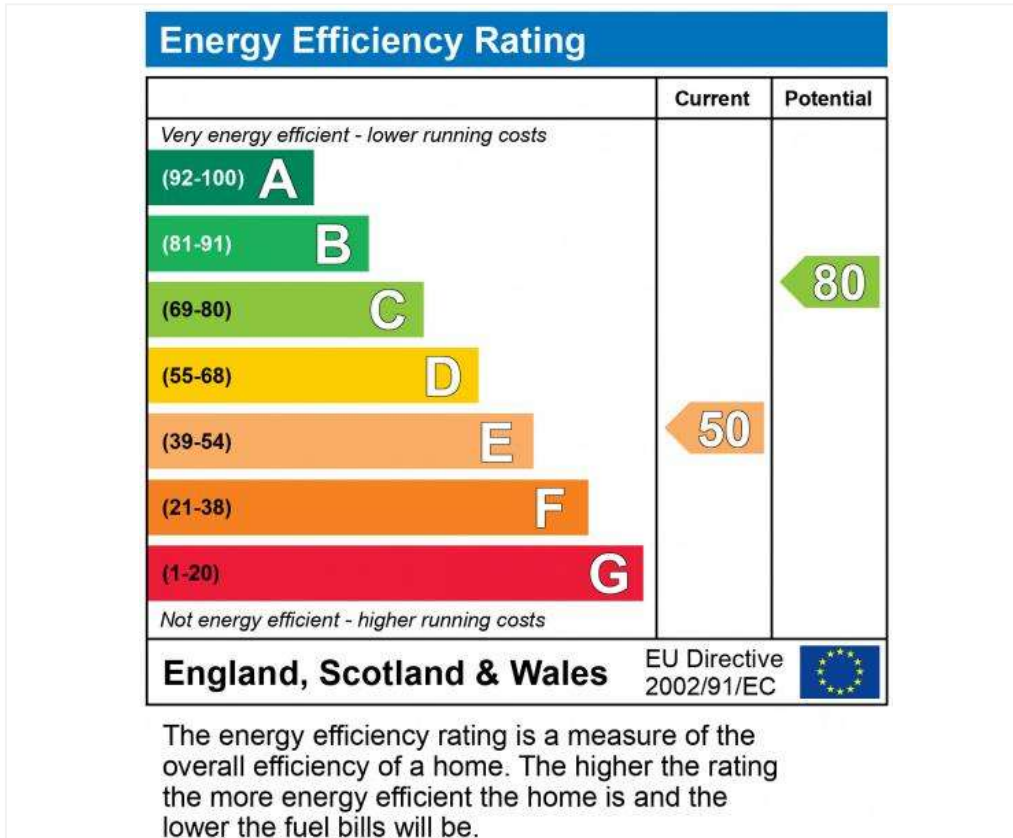 Energy Efficiency Rating
Current Potential
Very energy efficient - lower running costs
(92-100) A
(81-91) B
80
(69-80) C
(55-68) D
(39-54) E 50
(21-38) F
(1-20) G
Not energy efficient - higher running costs
England, Scotland & Wales
EU Directive
2002/91/EC
The energy efficiency rating is a measure of the
overall efficiency of a home. The higher the rating
the more energy efficient the home is and the
lower the fuel bills will be.